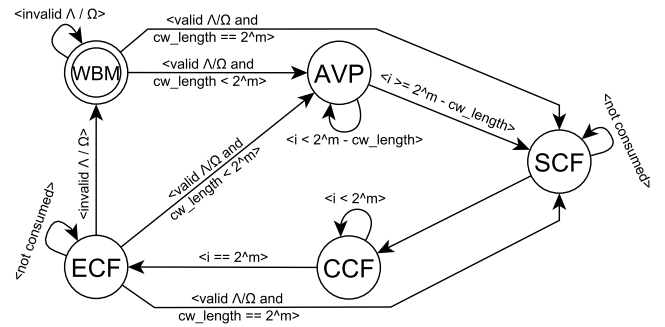 <invalid Λ / Ω>
<valid Λ/Ω and
cw_length == 2^m>
WBM
<valid Λ/Ω and
cw_length < 2^m>
AVP
<i >= 2^m - cw_length>
<not consumed>
<i < 2^m - cw_length>
SCF
<invalid Λ / Ω>
<valid Λ/Ω and
cw_length < 2^m>
<not consumed>
<i < 2^m>
ECF
<i == 2^m>
CCF
<valid Λ/Ω and
cw_length == 2^m>